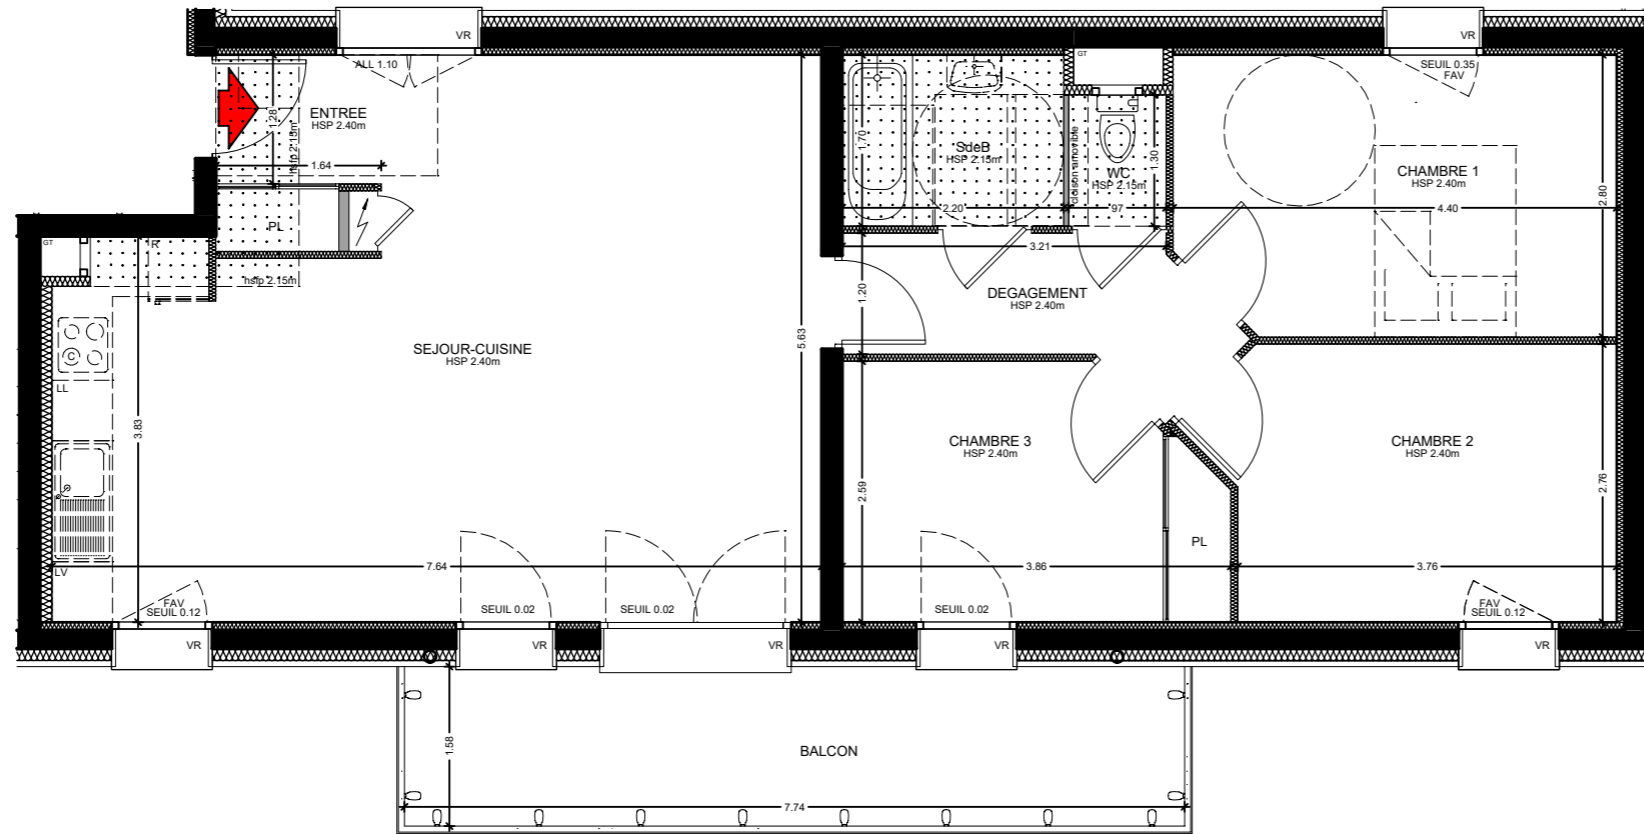 VR
VR
ALL 1.10
GT
SEUIL 0.35
FAV
ENTREE
HSP 2.40m
1.28
hsfp 2.15m
1.64
1.70
SdeB
HSP 2.15m
cloison amovible
WC
HSP 2.15m
1.30
CHAMBRE 1
HSP 2.40m
2.80
2.20
97
4.40
PL
GT
R
hsfp 2.15m
3.21
1.20
DEGAGEMENT
HSP 2.40m
5.63
SEJOUR-CUISINE
HSP 2.40m
LL
3.83
CHAMBRE 3
HSP 2.40m
CHAMBRE 2
HSP 2.40m
2.59
2.76
PL
LV
7.64
3.86
3.76
FAV
SEUIL 0.12
SEUIL 0.02
SEUIL 0.02
SEUIL 0.02
FAV
SEUIL 0.12
VR
VR
VR
VR
VR
1.58
BALCON
7.74